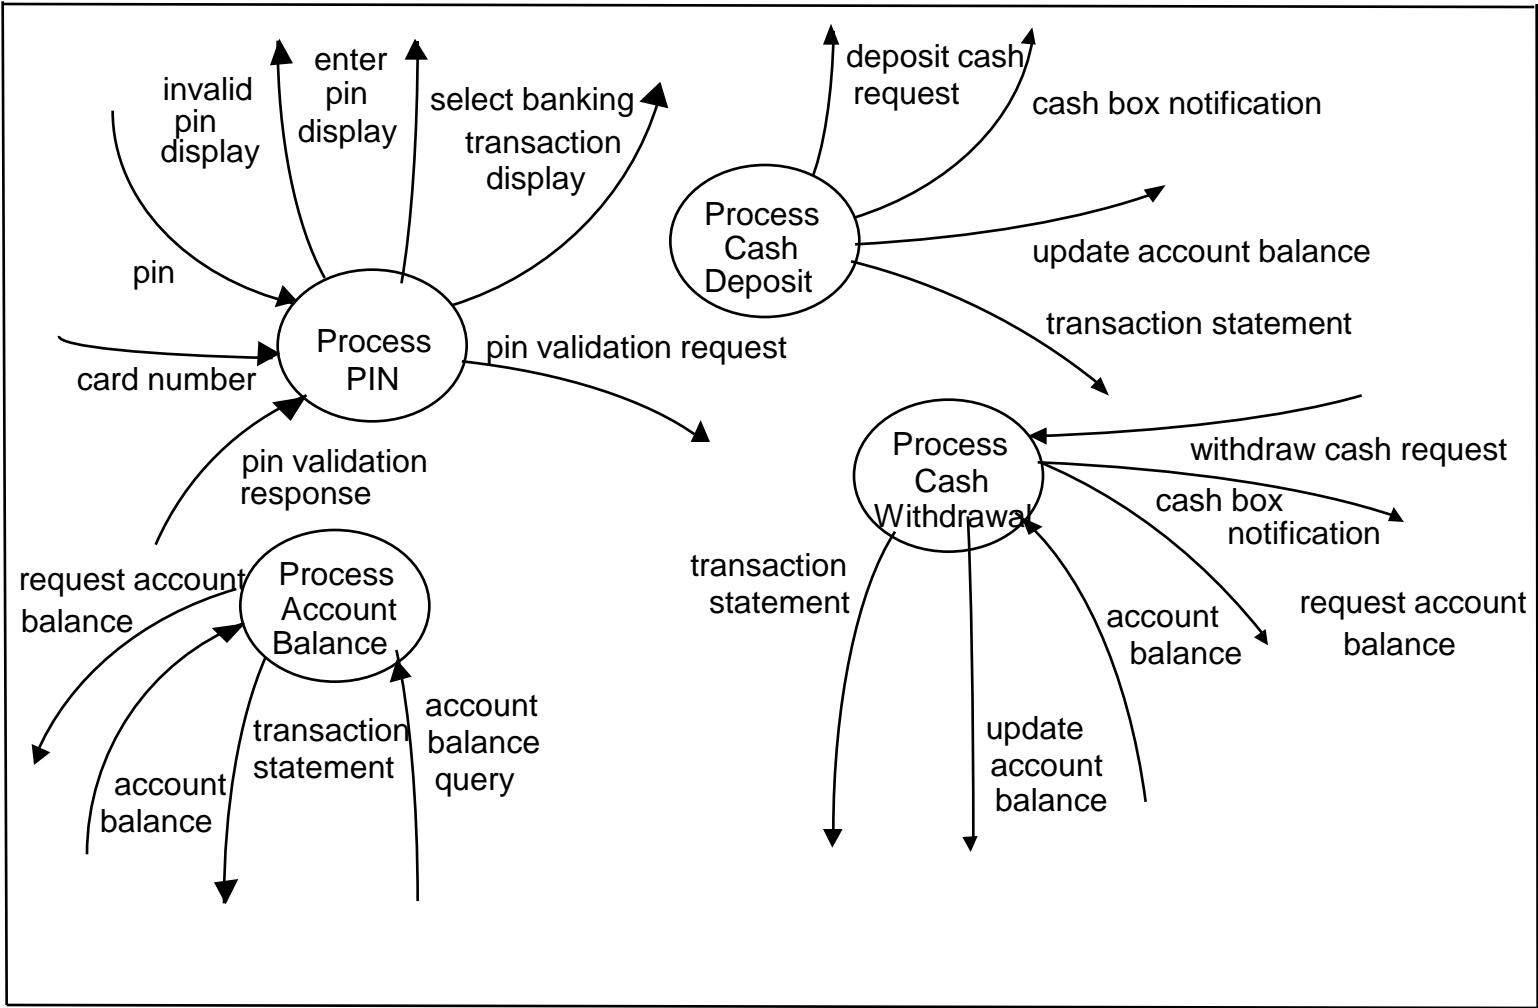 invalid
pin
display
enter
pin
display
select banking
transaction
display
pin
card number
Process
PIN
pin validation request
pin validation
response
deposit cash
request
cash box notification
Process
Cash
Deposit
update account balance
transaction statement
Process
Cash
Withdrawal
withdraw cash request
cash box
notification
request account
balance
account
balance
update
account
balance
transaction
statement
request account
balance
Process
Account
Balance
account
balance
transaction
statement
account
balance
query